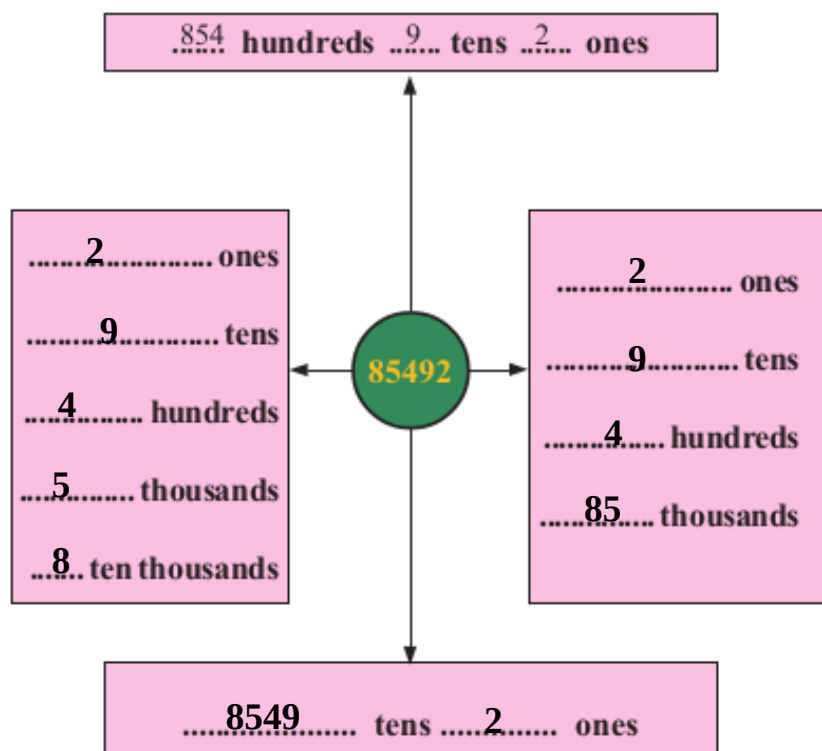 854 hundreds 9 tens 2 ones
2 ones
9 tens
4 hundreds
5 thousands
8 ten thousands
85492
2 ones
9 tens
4 hundreds
85 thousands
8549 tens 2 ones